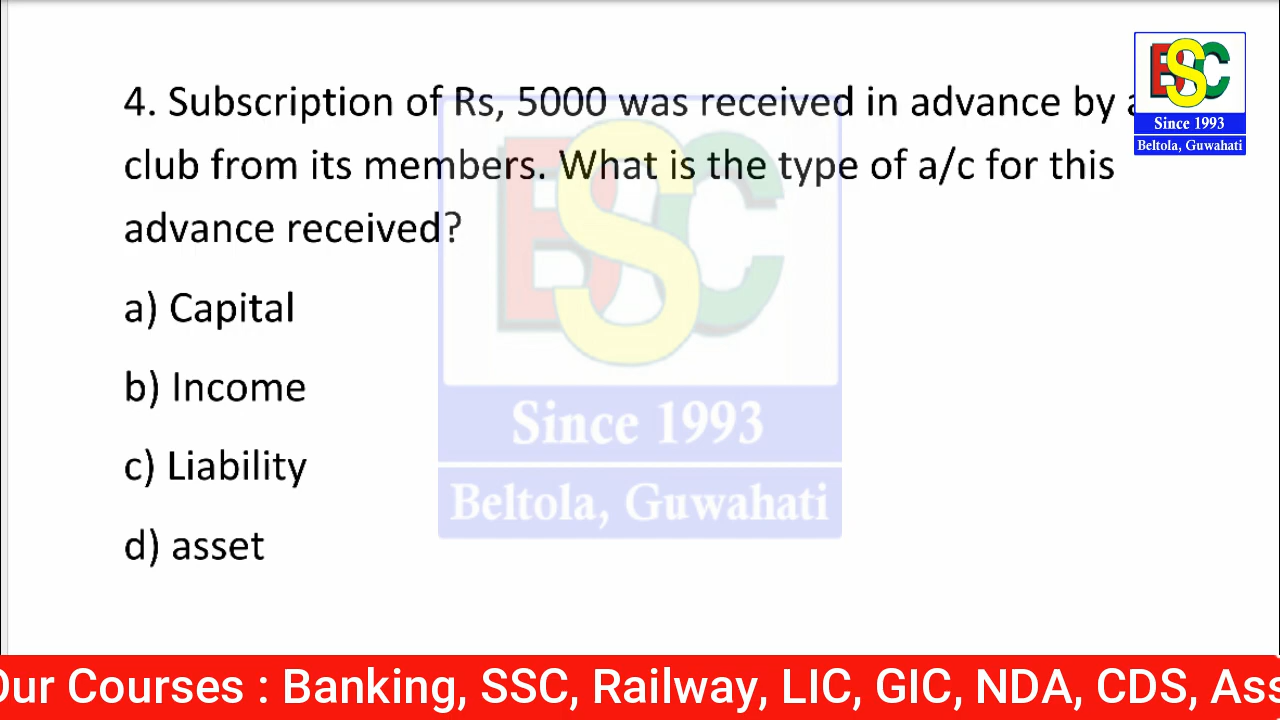 4. Subscription of Rs, 5000 was received in advance by
club from its members. What is the type of a/c for this
advance received?
a) Capital
b) Income
c) Liability
d) asset
ESC
Since 1993
Beltola, Guwahati
ESC
Since 1993
Beltola, Guwahati
Our Courses : Banking, SSC, Railway, LIC, GIC, NDA, CDS,